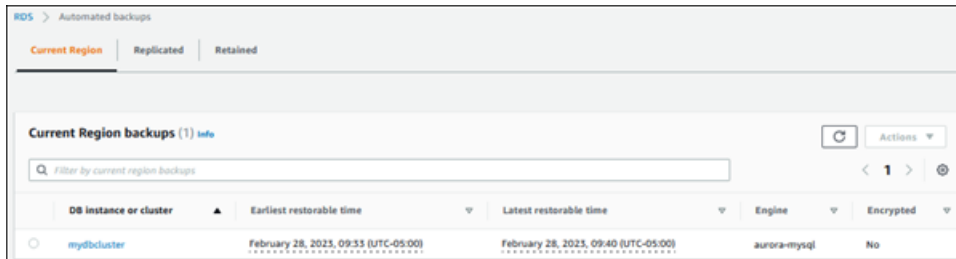 RDS > Automated backups
Current Region Replicated Retained
Current Region backups (1) Info
Actions
Filter by current region backups
< 1 >
DB instance or cluster Earliest restorable time Latest restorable time Engine Encrypted
mydbcluster February 28, 2023, 09:33 (UTC-05:00) February 28, 2023, 09:40 (UTC-05:00) aurora-mysql No